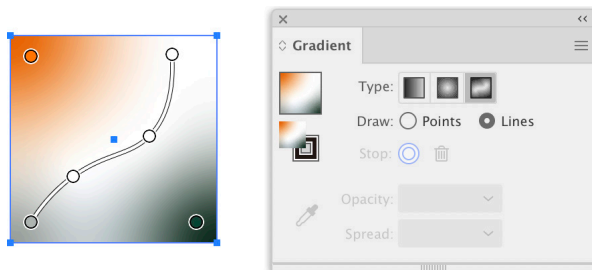 Gradient
Type:
Draw: Points Lines
Stop:
Opacity:
Spread: